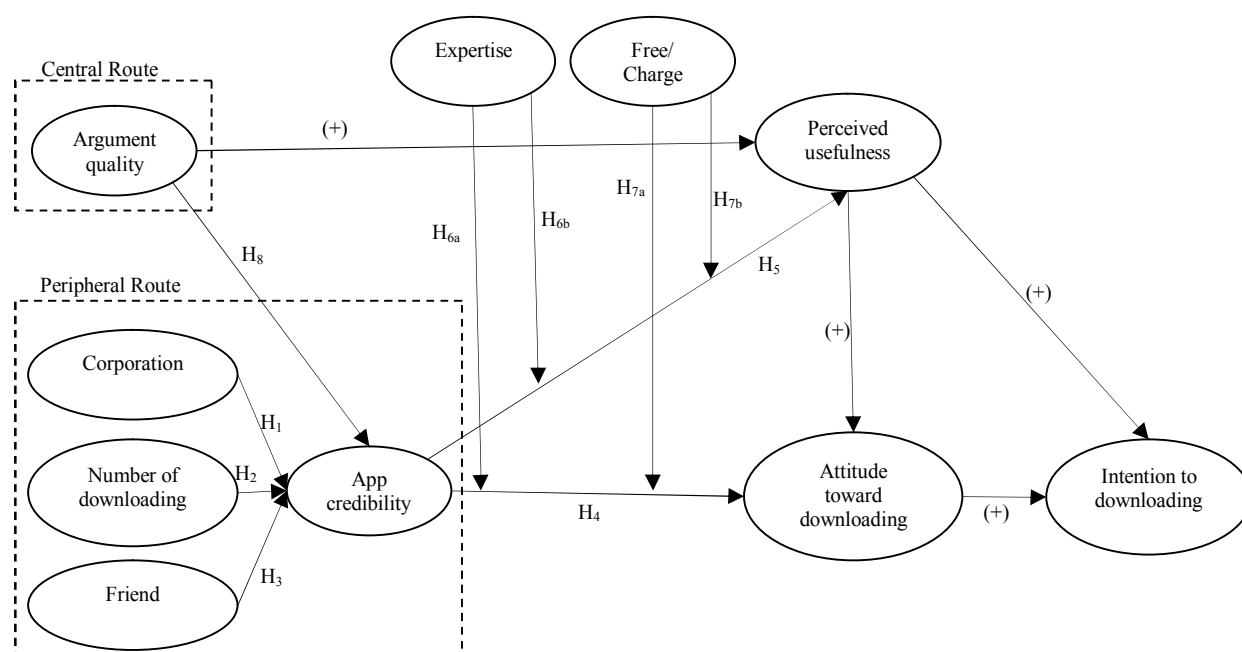 Expertise
Free/
Charge
Central Route
Argument
quality
(+)
Perceived
usefulness
H7a
H7b
H6b
H6a
H8
H5
Peripheral Route
(+)
(+)
Corporation
H1
Number of
downloading
H2
App
credibility
H4
Attitude
toward
downloading
(+)
Intention to
downloading
H3
Friend